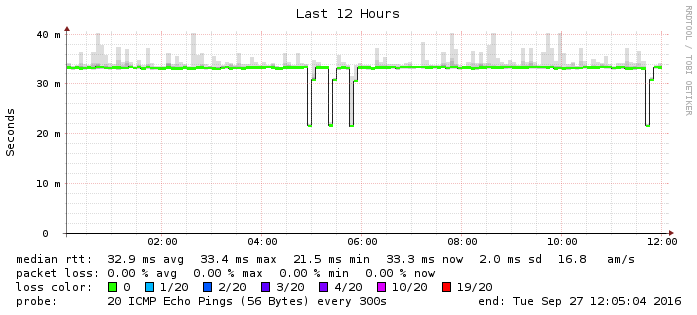 Last 12 Hours
RRDTOOL / TOBI OETIKER
Seconds
40 m
30 m
20 m
10 m
0
02:00 04:00 06:00 08:00 10:00 12:00
median rtt: 32.9 ms avg 33.4 ms max 21.5 ms min 33.3 ms now 2.0 ms sd 16.8 am/s
packet loss: 0.00 % avg 0.00 % max 0.00 % min 0.00 % now
loss color: 0 1/20 2/20 3/20 4/20 10/20 19/20
probe: 20 ICMP Echo Pings (56 Bytes) every 300s end: Tue Sep 27 12:05:04 2016